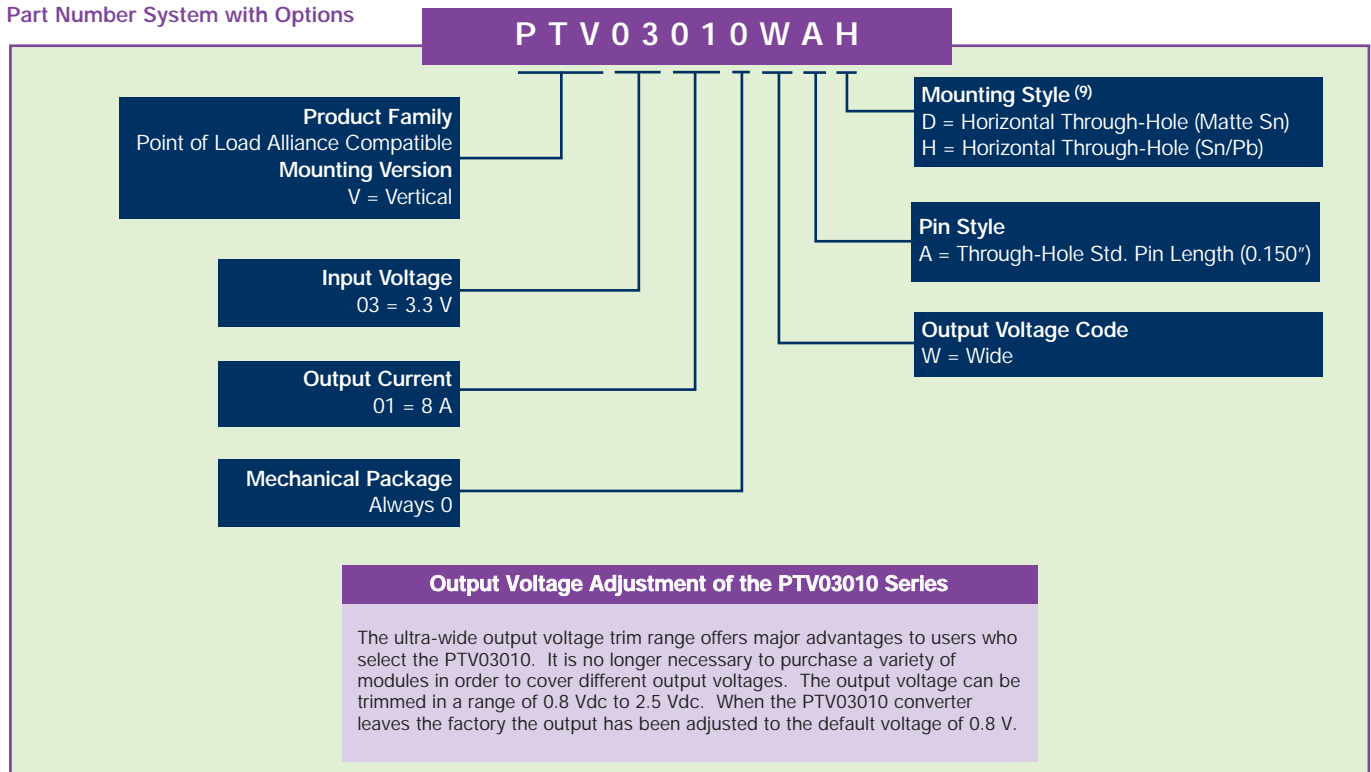 Part Number System with Options
PTV03010WAH
Product Family
Point of Load Alliance Compatible
Mounting Version
V = Vertical
Input Voltage
03 = 3.3 V
Output Current
01 = 8 A
Mechanical Package
Always 0
Mounting Style (9)
D = Horizontal Through-Hole (Matte Sn)
H = Horizontal Through-Hole (Sn/Pb)
Pin Style
A = Through-Hole Std. Pin Length (0.150″)
Output Voltage Code
W = Wide
Output Voltage Adjustment of the PTV03010 Series
The ultra-wide output voltage trim range offers major advantages to users who
select the PTV03010. It is no longer necessary to purchase a variety of
modules in order to cover different output voltages. The output voltage can be
trimmed in a range of 0.8 Vdc to 2.5 Vdc. When the PTV03010 converter
leaves the factory the output has been adjusted to the default voltage of 0.8 V.